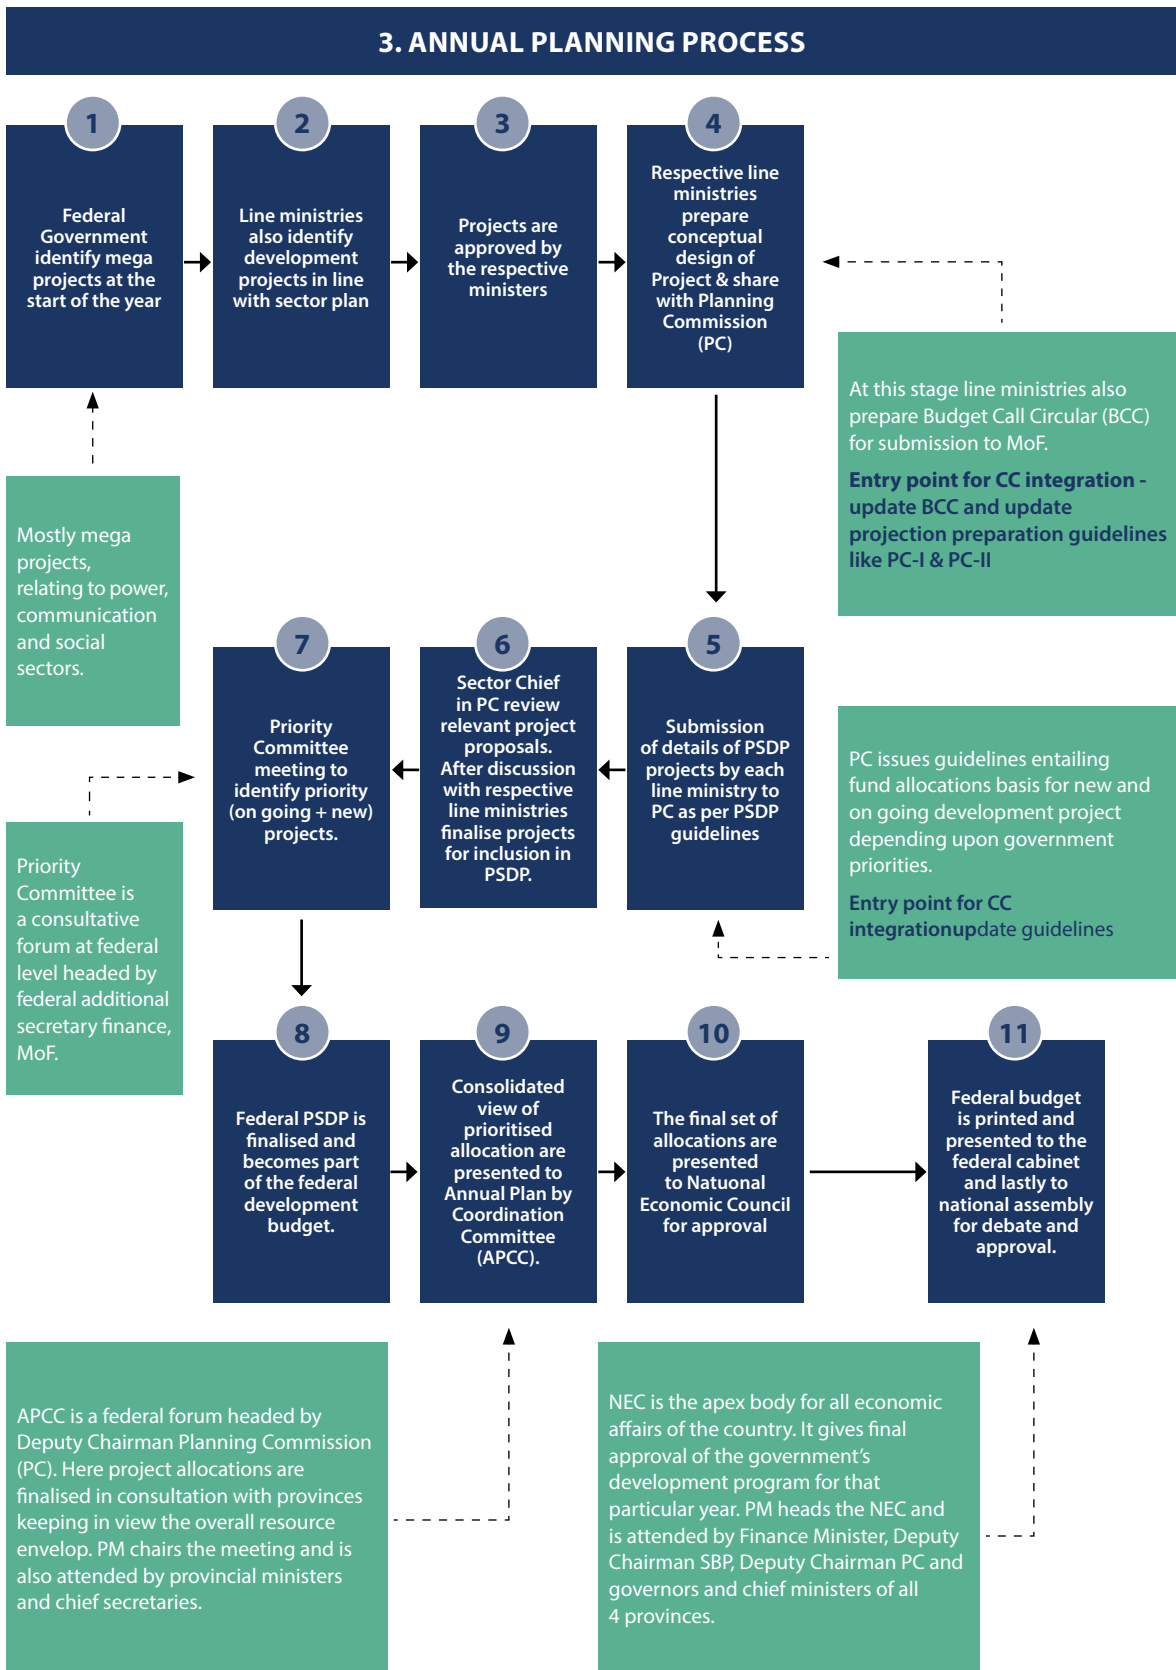 3. ANNUAL PLANNING PROCESS
1
Federal
Government
identify mega
projects at the
start of the year
2
Line ministries
also identify
development
projects in line
with sector plan
3
Projects are
approved by
the respective
ministers
4
Respective line
ministries
prepare
conceptual
design of
Project & share
with Planning
Commission
(PC)
At this stage line ministries also
prepare Budget Call Circular (BCC)
for submission to MoF.
Entry point for CC integration -
update BCC and update
projection preparation guidelines
like PC-I & PC-II
Mostly mega
projects,
relating to power,
communication
and social
sectors.
7
Priority
Committee
meeting to
identify priority
(on going + new)
projects.
6
Sector Chief
in PC review
relevant project
proposals.
After discussion
with respective
line ministries
finalise projects
for inclusion in
PSDP.
5
Submission
of details of PSDP
projects by each
line ministry to
PC as per PSDP
guidelines
PC issues guidelines entailing
fund allocations basis for new and
on going development project
depending upon government
priorities.
Entry point for CC
integrationupdate guidelines
Priority
Committee is
a consultative
forum at federal
level headed by
federal additional
secretary finance,
MoF.
8
Federal PSDP is
finalised and
becomes part
of the federal
development
budget.
9
Consolidated
view of
prioritised
allocation are
presented to
Annual Plan by
Coordination
Committee
(APCC).
10
The final set of
allocations are
presented
to Natuonal
Economic Council
for approval
11
Federal budget
is printed and
presented to the
federal cabinet
and lastly to
national assembly
for debate and
approval.
APCC is a federal forum headed by
Deputy Chairman Planning Commission
(PC). Here project allocations are
finalised in consultation with provinces
keeping in view the overall resource
envelop. PM chairs the meeting and is
also attended by provincial ministers
and chief secretaries.
NEC is the apex body for all economic
affairs of the country. It gives final
approval of the government's
development program for that
particular year. PM heads the NEC and
is attended by Finance Minister, Deputy
Chairman SBP, Deputy Chairman PC and
governors and chief ministers of all
4 provinces.